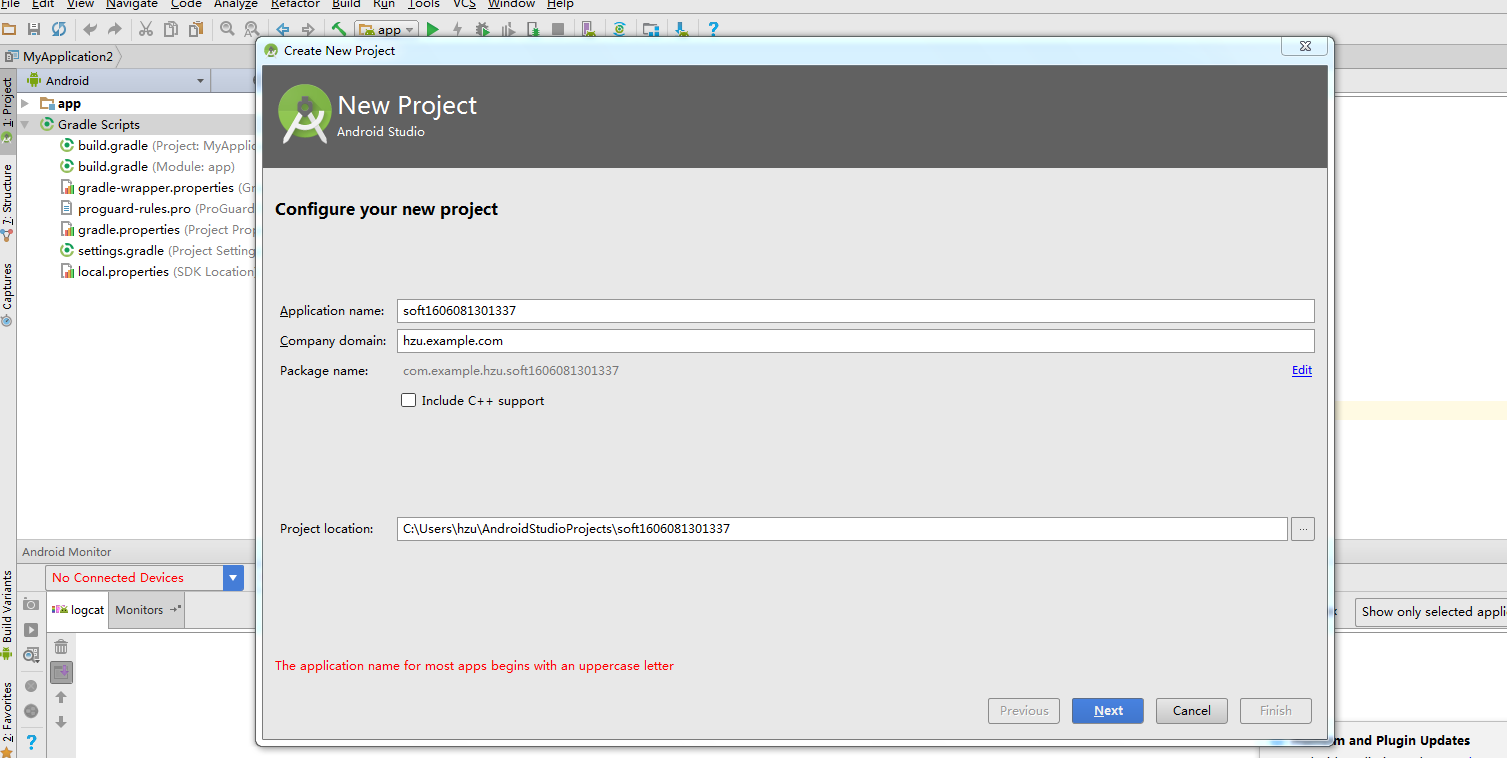 File Edit View Navigate Code Analyze Refactor Build Run Tools VCS Window Help
app
MyApplication2
Create New Project
Android
1: Project
app
Gradle Scripts
build.gradle (Project: MyApplic
build.gradle (Module: app)
gradle-wrapper.properties (Gr
proguard-rules.pro (ProGuard
gradle.properties (Project Prop
settings.gradle (Project Setting
local.properties (SDK Location
7: Structure
Captures
New Project
Android Studio
Configure your new project
Application name: soft1606081301337
Company domain: hzu.example.com
Package name: com.example.hzu.soft1606081301337 Edit
Include C++ support
Project location: C:\Users\hzu\AndroidStudioProjects\soft1606081301337 ...
The application name for most apps begins with an uppercase letter
Previous Next Cancel Finish
Android Monitor
No Connected Devices
logcat Monitors
Build Variants
2: Favorites
Show only selected appli
m and Plugin Updates